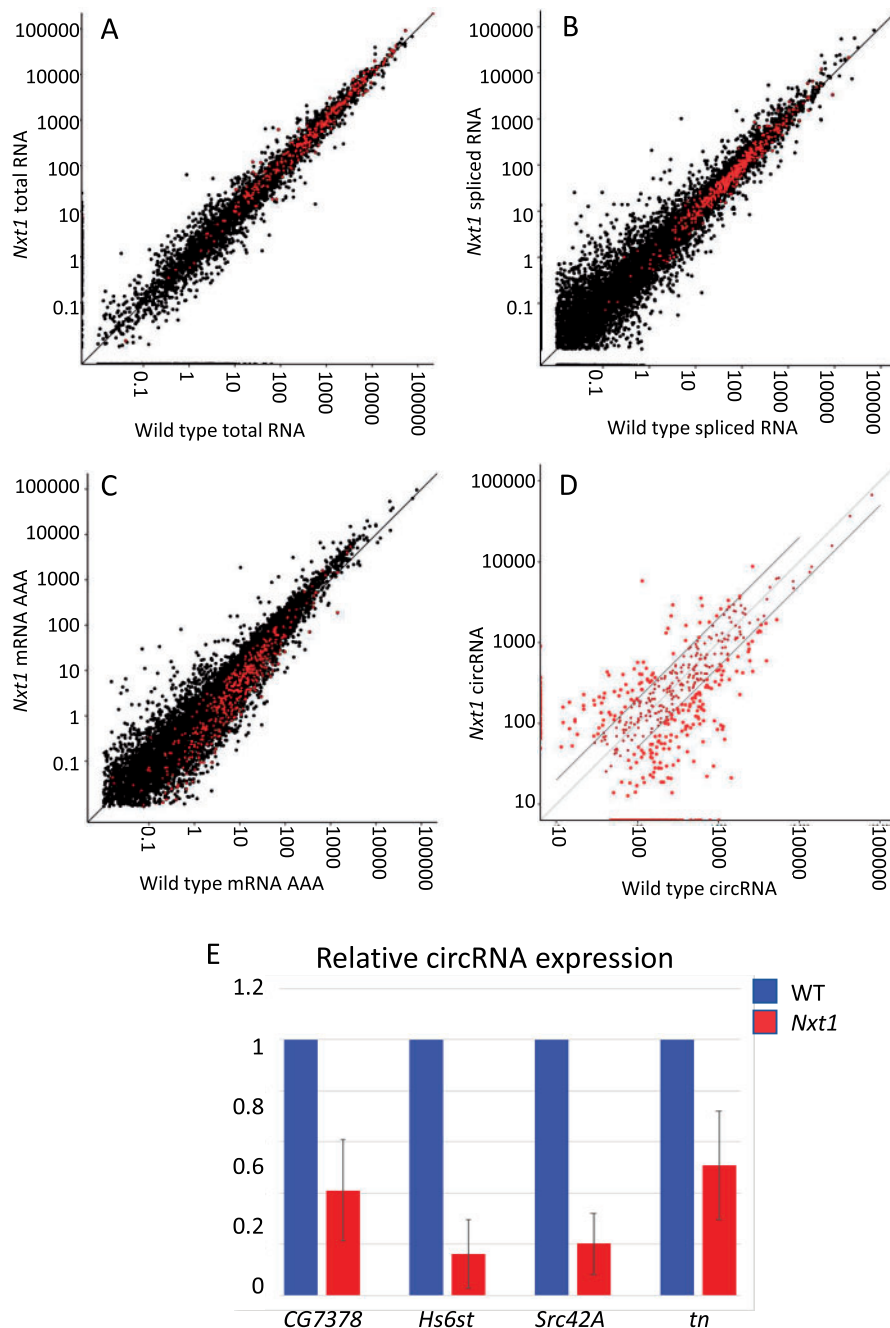 A
100000
10000
1000
100
10
1
0.1
Nxt1 total RNA
0.1
1
10
100
1000
10000
100000
Wild type total RNA
B
100000
10000
1000
100
10
1
0.1
Nxt1 spliced RNA
0.1
1
10
100
1000
10000
100000
Wild type spliced RNA
C
100000
10000
1000
100
10
1
0.1
Nxt1 mRNA AAA
0.1
1
10
100
1000
10000
100000
Wild type mRNA AAA
D
100000
10000
1000
100
10
Nxt1 circRNA
10
100
1000
10000
100000
Wild type circRNA
E
Relative circRNA expression
1.2
1
0.8
0.6
0.2
0
WT
Nxt1
CG7378
Hs6st
Src42A
tn